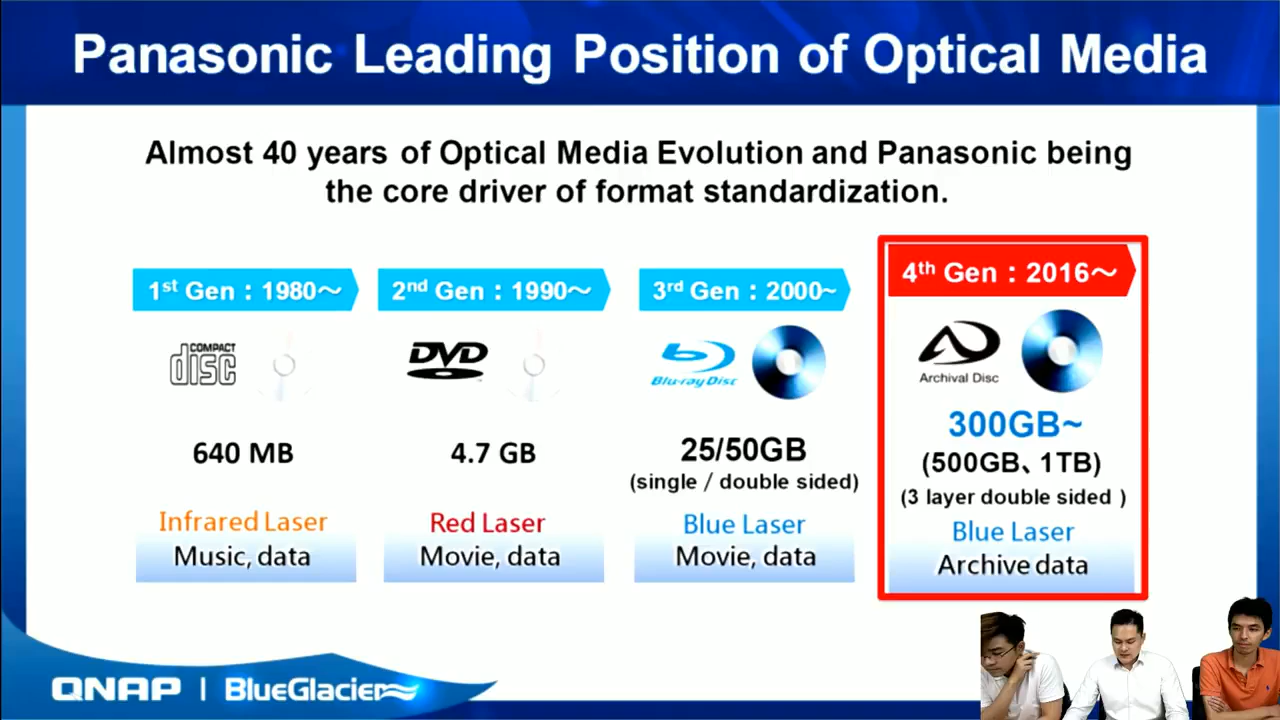 Panasonic Leading Position of Optical Media
Almost 40 years of Optical Media Evolution and Panasonic being
the core driver of format standardization.
1st Gen：1980～
COMPACT
disc
640 MB
Infrared Laser
Music, data
2nd Gen：1990～
DVD
4.7 GB
Red Laser
Movie, data
3rd Gen：2000~
Blu-ray Disc
25/50GB
(single / double sided)
Blue Laser
Movie, data
4th Gen：2016～
Archival Disc
300GB~
(500GB、1TB)
(3 layer double sided )
Blue Laser
Archive data
QNAP | BlueGlacier